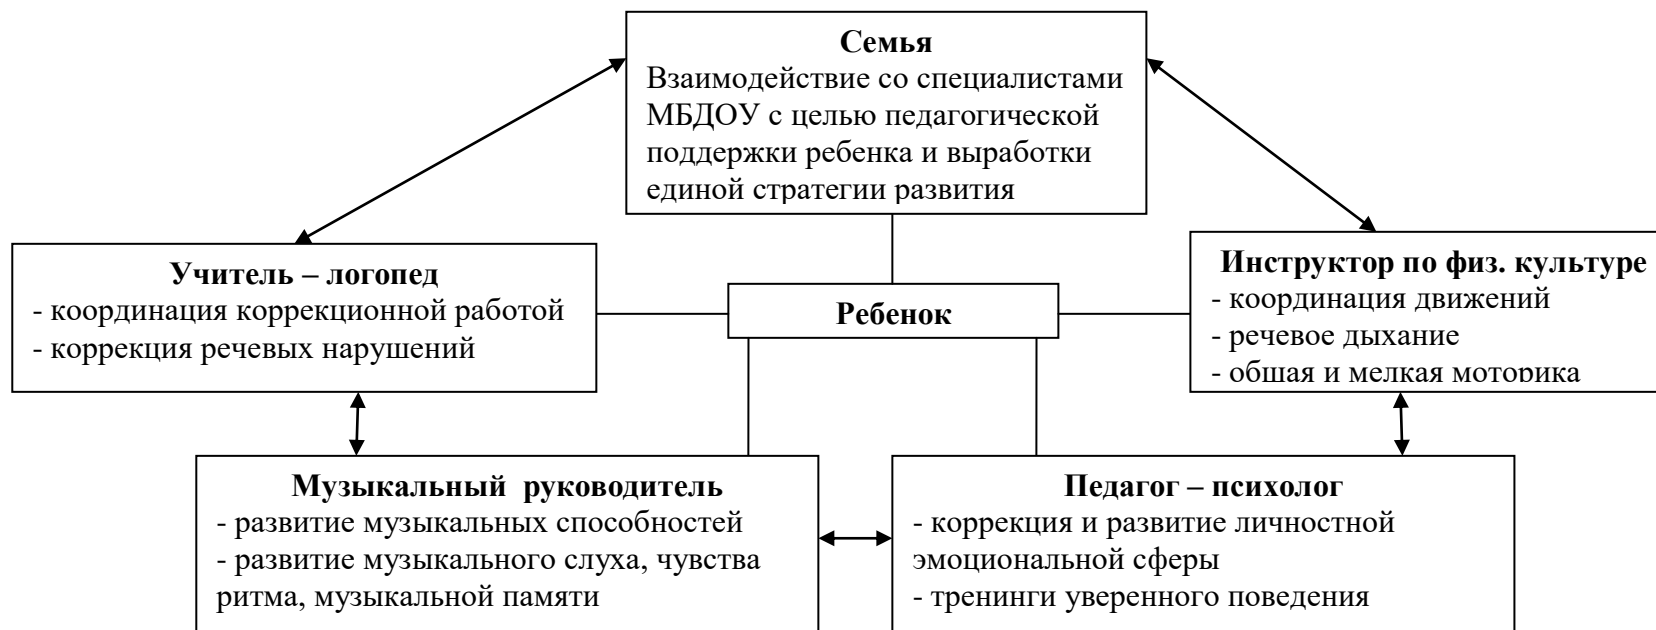 Семья
Взаимодействие со специалистами
МБДОУ с целью педагогической
поддержки ребенка и выработки
единой стратегии развития
Учитель – логопед
- координация коррекционной работой
- коррекция речевых нарушений
Ребенок
Инструктор по физ. культуре
- координация движений
- речевое дыхание
- общая и мелкая моторика
Музыкальный  руководитель
- развитие музыкальных способностей
- развитие музыкального слуха, чувства
ритма, музыкальной памяти
Педагог – психолог
- коррекция и развитие личностной
эмоциональной сферы
- тренинги уверенного поведения